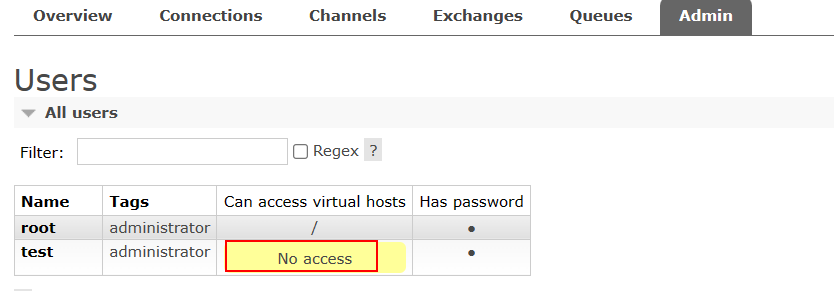 Overview Connections Channels Exchanges Queues Admin
Users
All users
Filter: Regex ?
Name Tags Can access virtual hosts Has password
root administrator / •
test administrator No access •